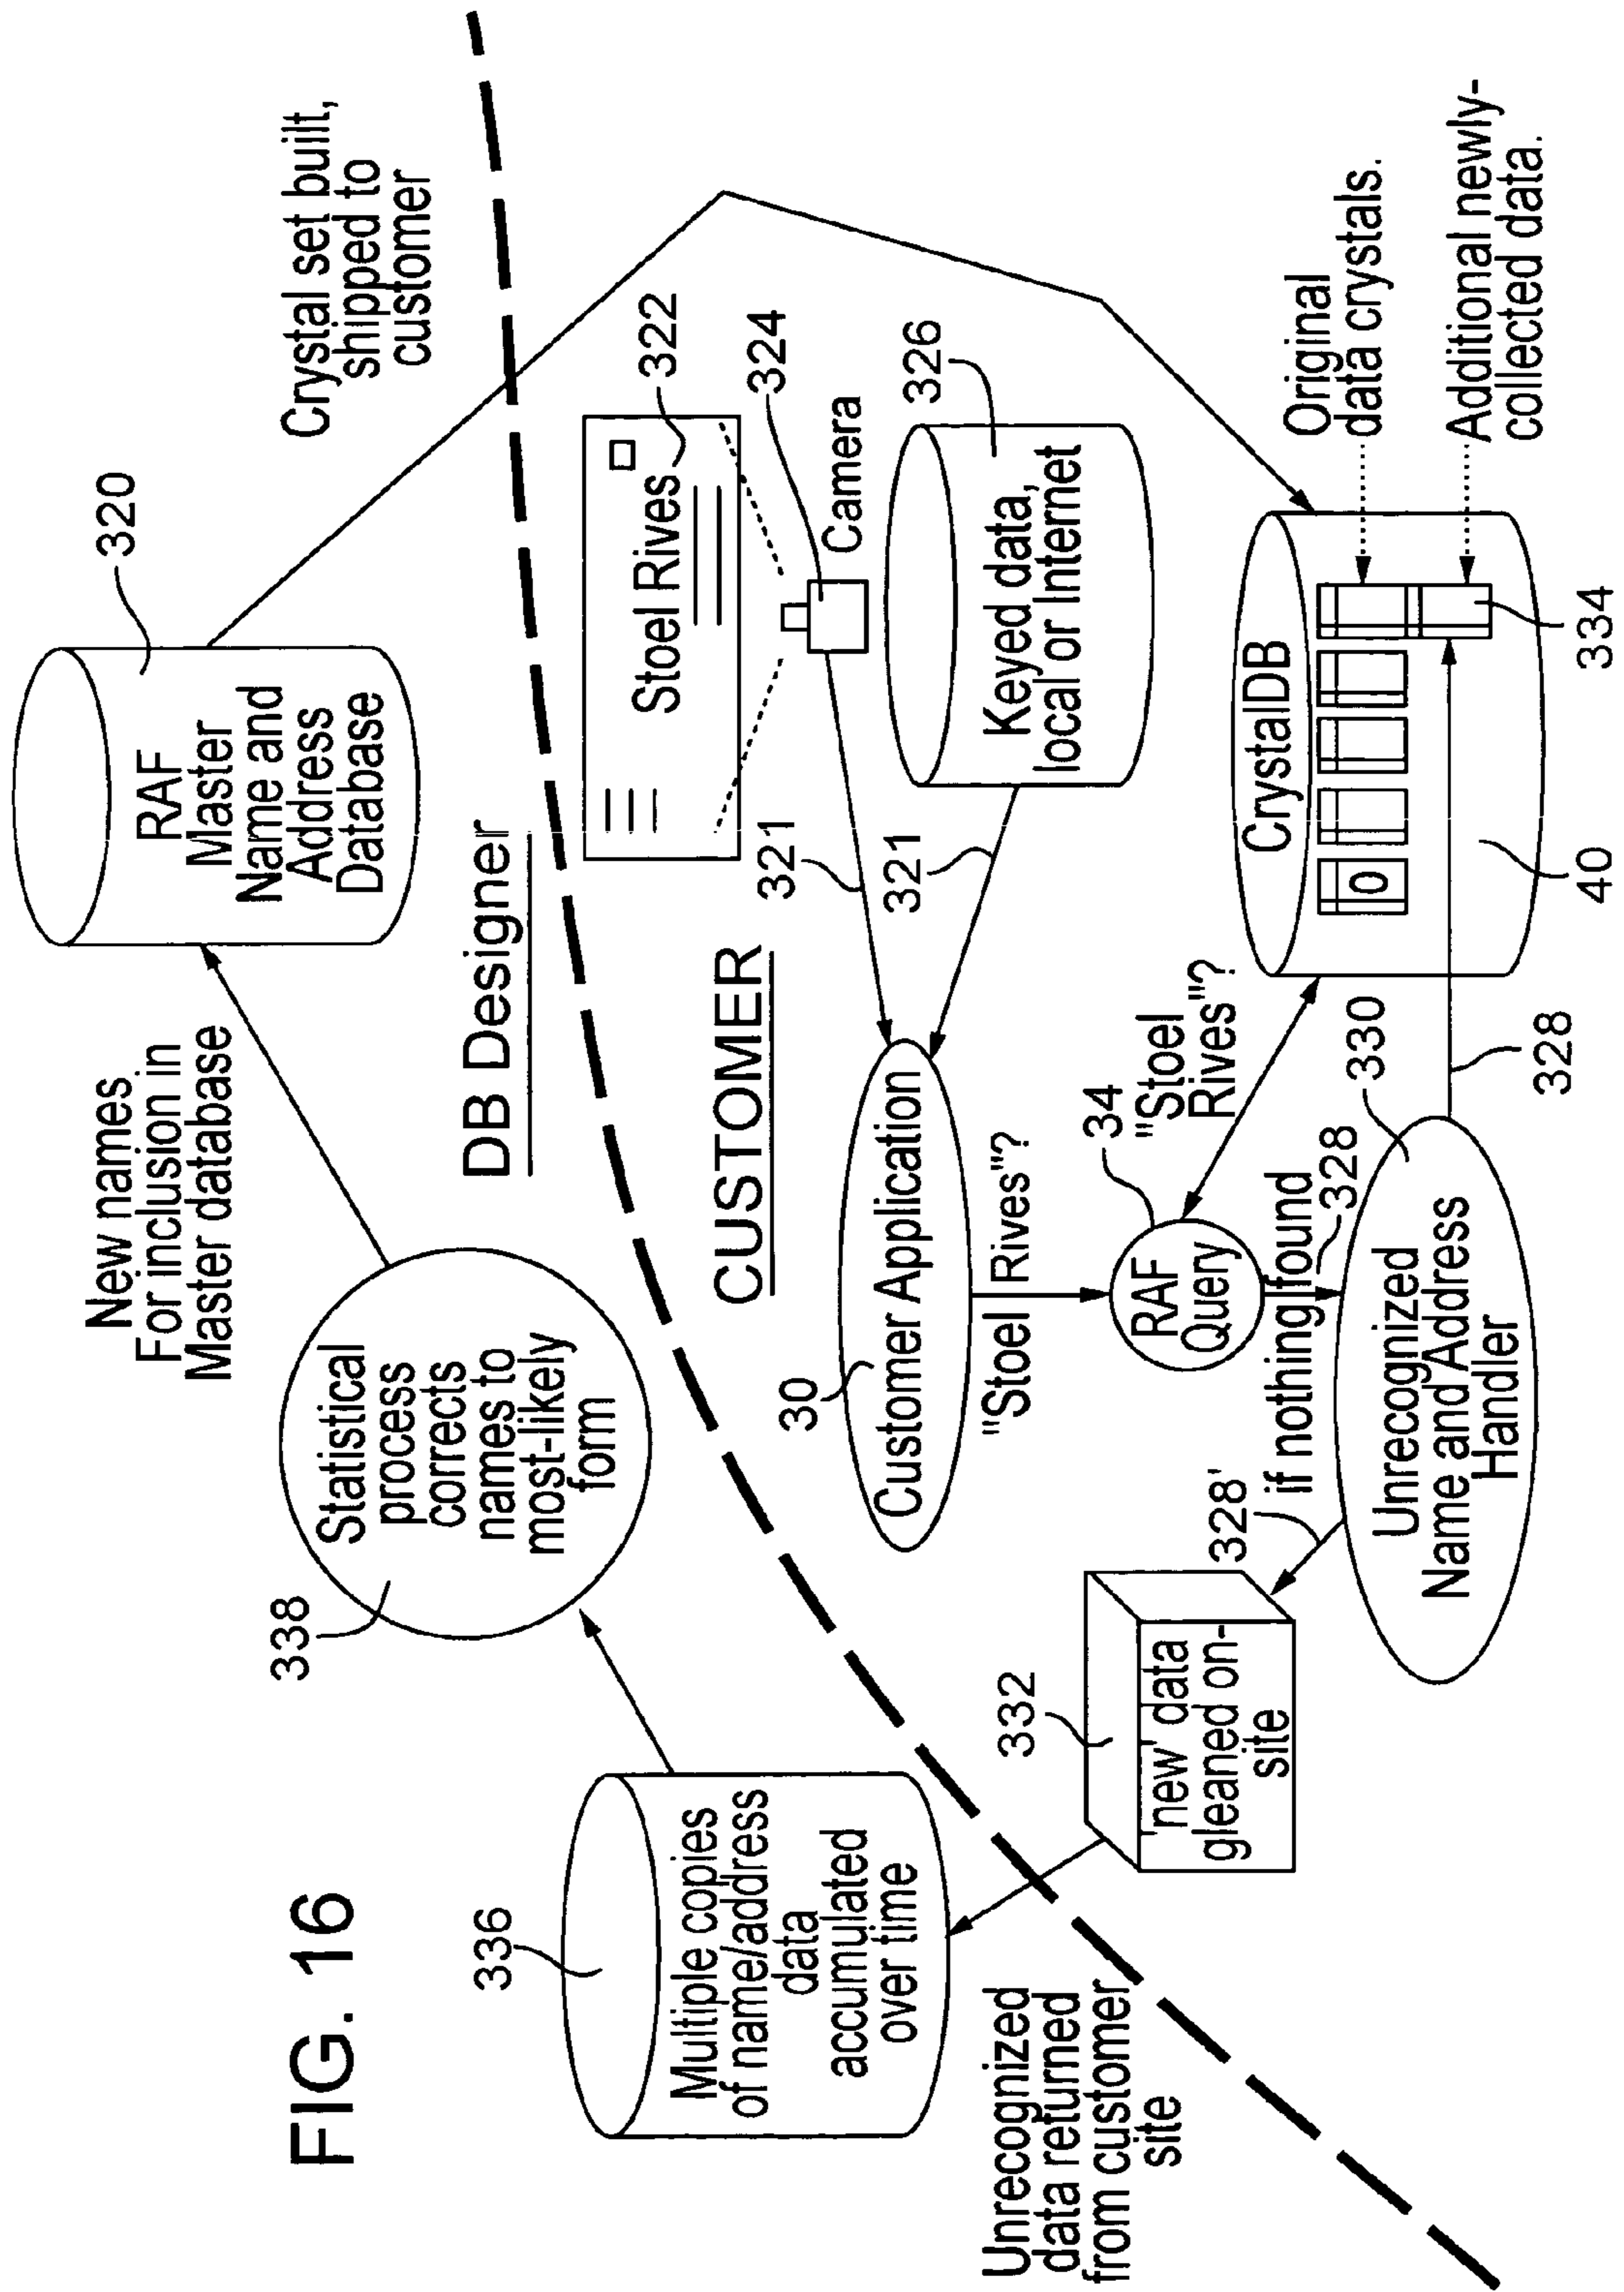 FIG. 16
336
Multiple copies
of name/address
data
accumulated
over time
338
Statistical
process
corrects
names to
most-likely
form
New names
For inclusion in
Master database
320
RAF
Master
Name and
Address
Database
Crystal set built,
shipped to
customer
DB Designer
CUSTOMER
Stoel Rives
322
324
Camera
321
321
326
Keyed data,
local or Internet
30
Customer Application
"Stoel Rives"?
34
RAF
Query
"Stoel
Rives"?
if nothing found
328
330
Unrecognized
Name and Address
Handler
328'
332
new data
gleaned on-
site
Unrecognized
data returned
from customer
site
328
CrystalDB
0
40
334
Original
data crystals.
Additional newly-
collected data.